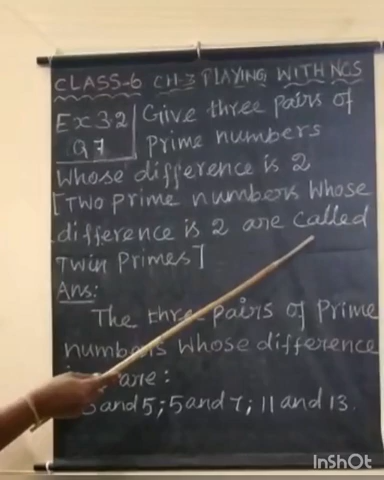 CLASS-6 CH-3 PLAYING WITH NOS
Ex 3.2 Give three pairs of
Q 7 Prime numbers
Whose difference is 2
[Two prime numbers whose
difference is 2 are called
Twin Primes]
Ans:
The three pairs of Prime
numbers whose difference
are:
and 5; 5 and 7; 11 and 13.
InShOt